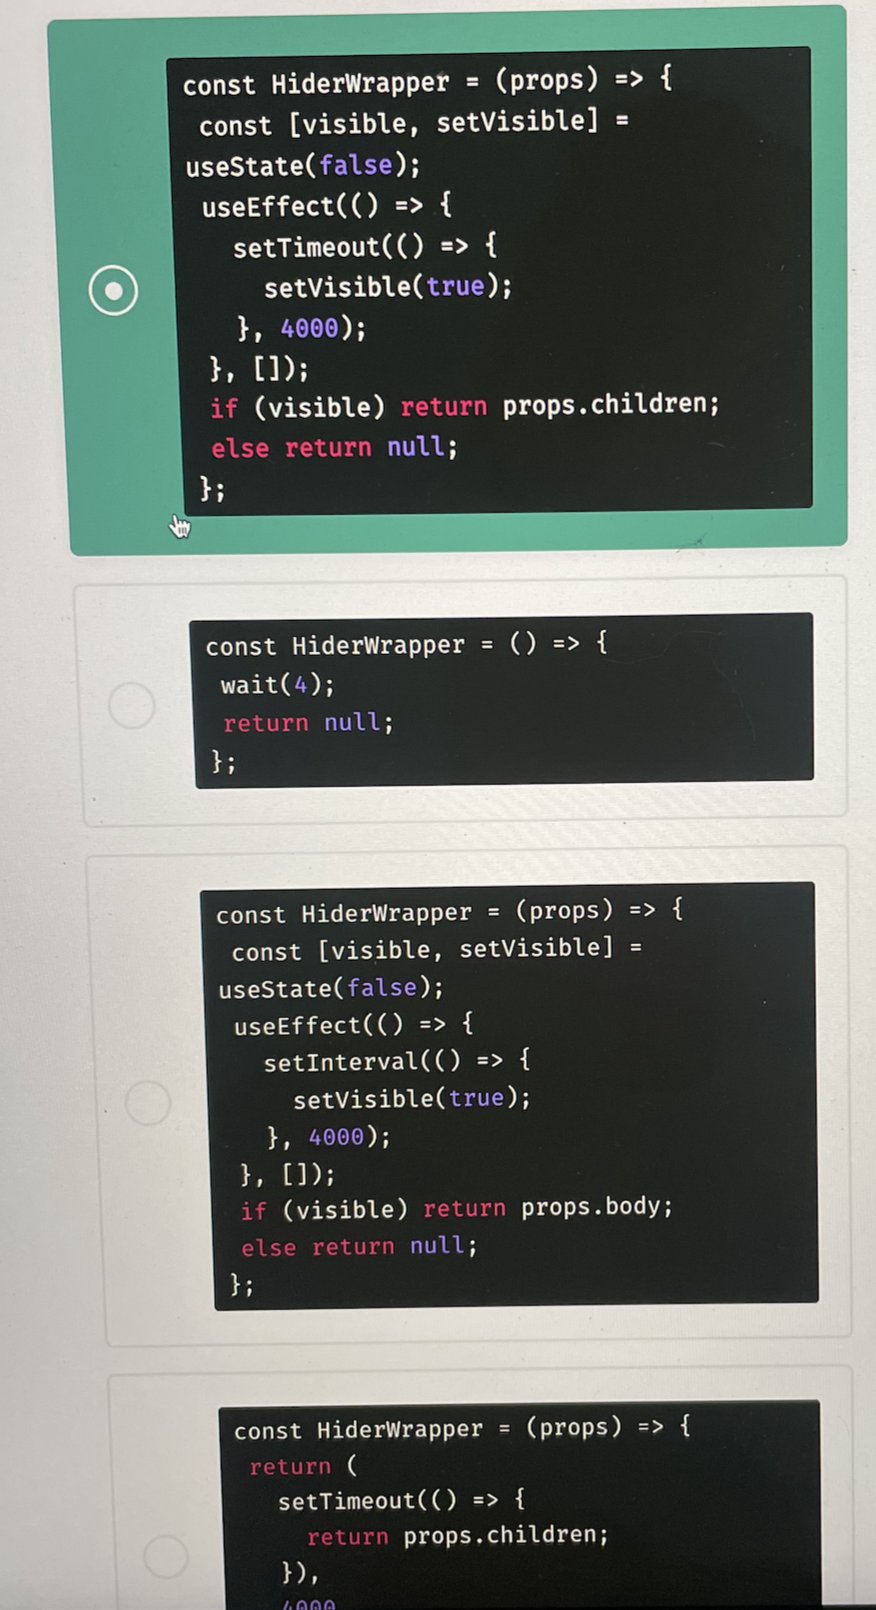 const HiderWrapper = (props) => {
const [visible, setVisible] =
useState(false);
useEffect(() => {
setTimeout(() => {
setVisible(true);
}, 4000);
}, []);
if (visible) return props.children;
else return null;
};
const HiderWrapper = () => {
wait(4);
return null;
};
const HiderWrapper = (props) => {
const [visible, setVisible] =
useState(false);
useEffect(() => {
setInterval(() => {
setVisible(true);
}, 4000);
}, []);
if (visible) return props.body;
else return null;
};
const HiderWrapper = (props) => {
return (
setTimeout(() => {
return props.children;
}),
4000